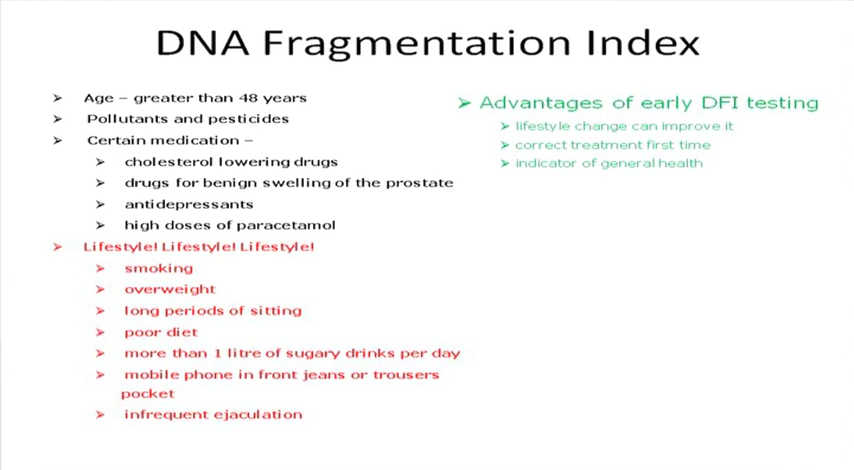 DNA Fragmentation Index
➢ Age – greater than 48 years
➢ Pollutants and pesticides
➢ Certain medication –
➢ cholesterol lowering drugs
➢ drugs for benign swelling of the prostate
➢ antidepressants
➢ high doses of paracetamol
➢ Lifestyle! Lifestyle! Lifestyle!
➢ smoking
➢ overweight
➢ long periods of sitting
➢ poor diet
➢ more than 1 litre of sugary drinks per day
➢ mobile phone in front jeans or trousers
pocket
➢ infrequent ejaculation
➢ Advantages of early DFI testing
➢ lifestyle change can improve it
➢ correct treatment first time
➢ indicator of general health